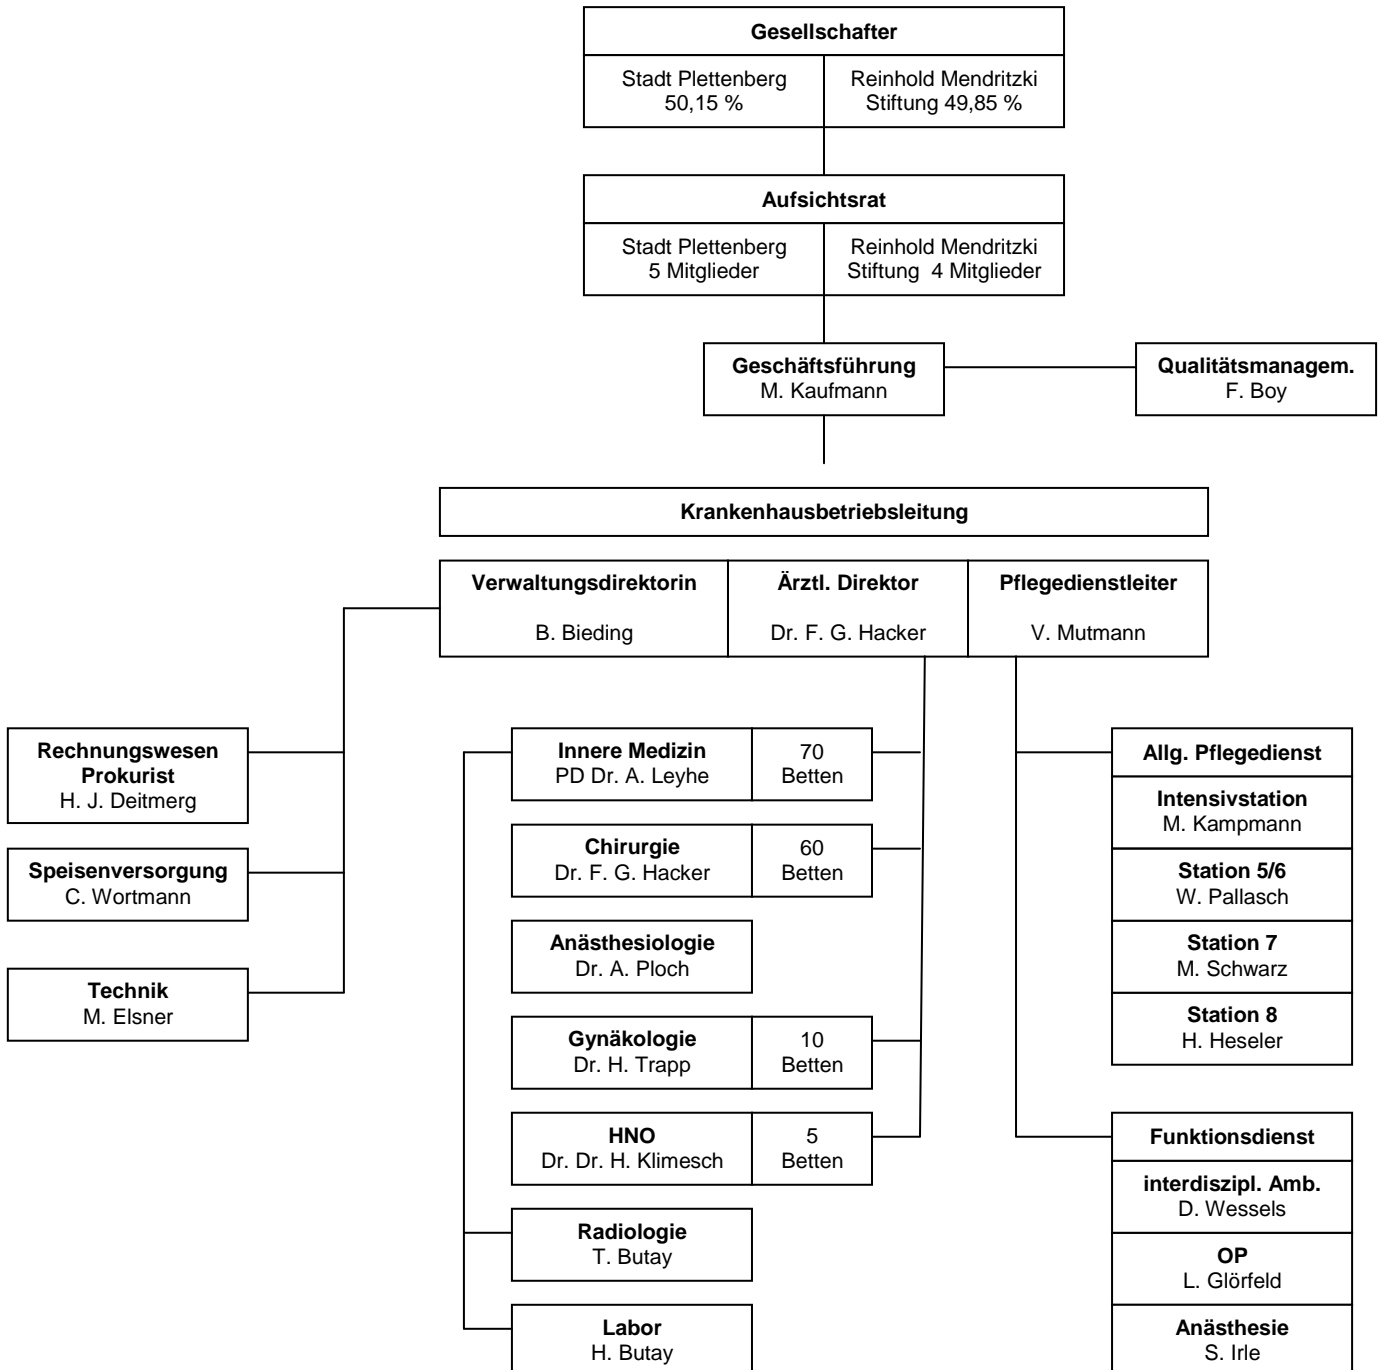 Gesellschafter
Stadt Plettenberg
50,15 %
Reinhold Mendritzki
Stiftung 49,85 %
Aufsichtsrat
Stadt Plettenberg
5 Mitglieder
Reinhold Mendritzki
Stiftung 4 Mitglieder
Geschäftsführung
M. Kaufmann
Qualitätsmanagem.
F. Boy
Krankenhausbetriebsleitung
Verwaltungsdirektorin
B. Bieding
Ärztl. Direktor
Dr. F. G. Hacker
Pflegedienstleiter
V. Mutmann
Rechnungswesen
Prokurist
H. J. Deitmerg
Speisenversorgung
C. Wortmann
Technik
M. Elsner
Innere Medizin
PD Dr. A. Leyhe
70
Betten
Chirurgie
Dr. F. G. Hacker
60
Betten
Anästhesiologie
Dr. A. Ploch
Gynäkologie
Dr. H. Trapp
10
Betten
HNO
Dr. Dr. H. Klimesch
5
Betten
Radiologie
T. Butay
Labor
H. Butay
Allg. Pflegedienst
Intensivstation
M. Kampmann
Station 5/6
W. Pallasch
Station 7
M. Schwarz
Station 8
H. Heseler
Funktionsdienst
interdiszipl. Amb.
D. Wessels
OP
L. Glörfeld
Anästhesie
S. Irle